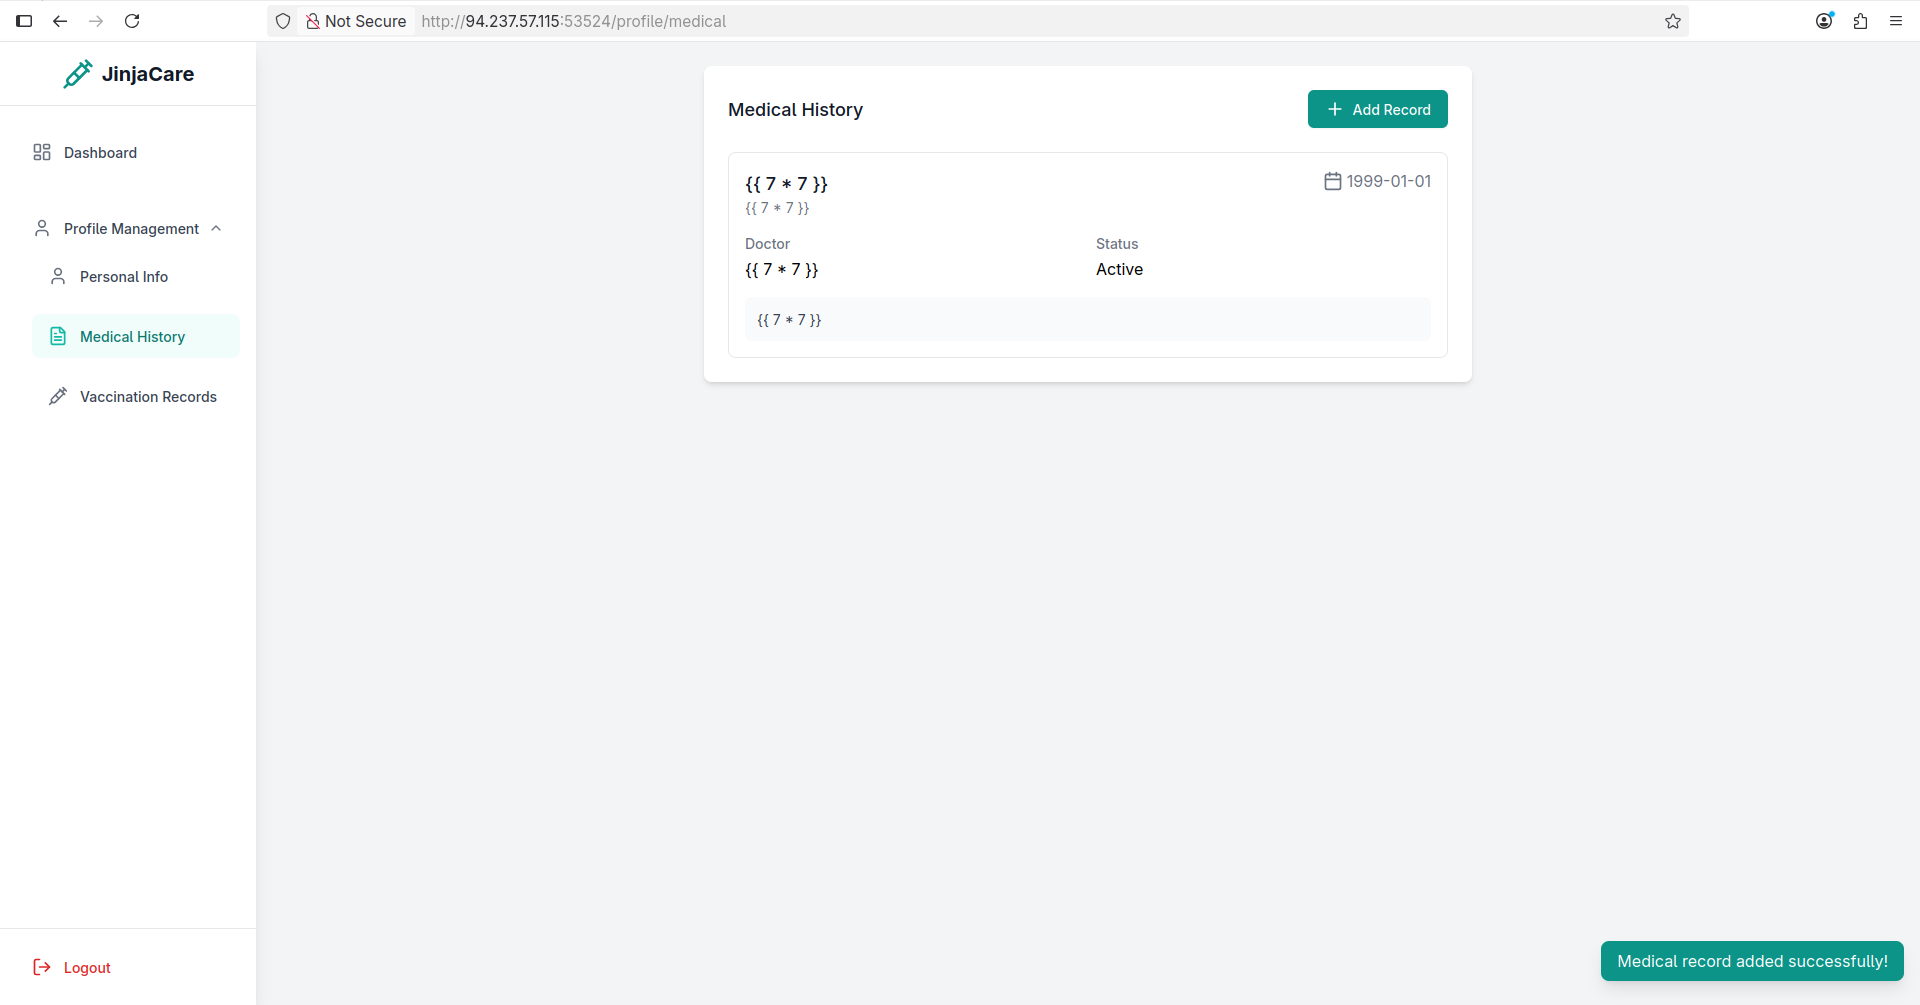 Not Secure http://94.237.57.115:53524/profile/medical
JinjaCare
Dashboard
Profile Management
Personal Info
Medical History
Vaccination Records
Logout
Medical History
Add Record
{{ 7 * 7 }}
1999-01-01
{{ 7 * 7 }}
Doctor
Status
{{ 7 * 7 }}
Active
{{ 7 * 7 }}
Medical record added successfully!